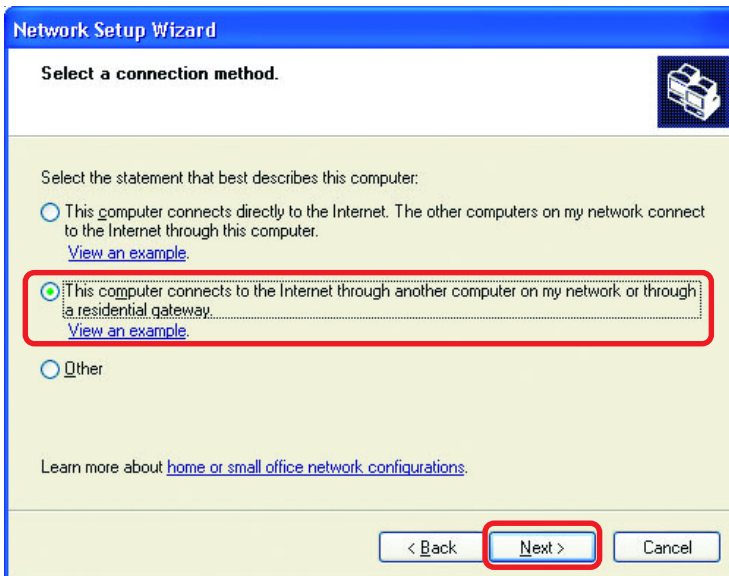 Network Setup Wizard
Select a connection method.
Select the statement that best describes this computer:
This computer connects directly to the Internet. The other computers on my network connect
to the Internet through this computer.
View an example.
This computer connects to the Internet through another computer on my network or through
a residential gateway.
View an example.
Other
Learn more about home or small office network configurations.
< Back
Next >
Cancel